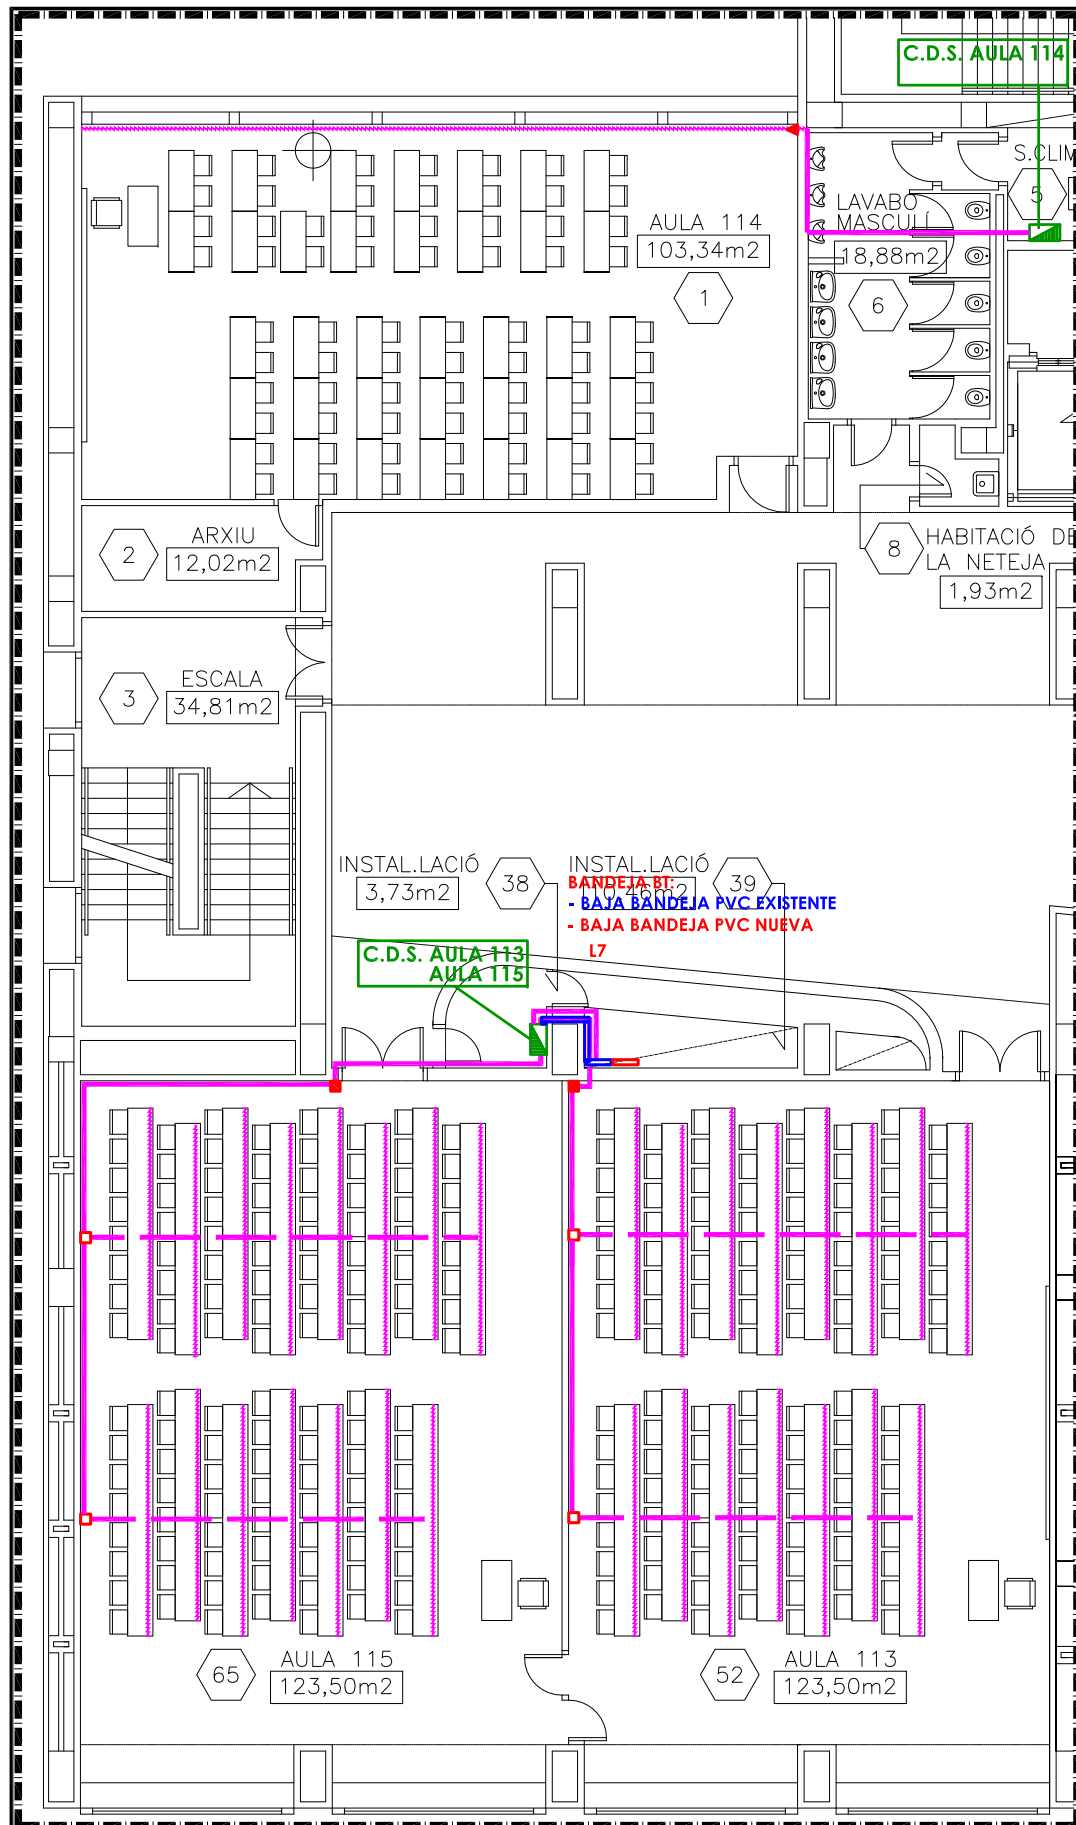 C.D.S. AULA 114
S.CLIM
5
LAVABO
MASCULÍ
18,88m2
6
AULA 114
103,34m2
1
2
ARXIU
12,02m2
8
HABITACIÓ DE
LA NETEJA
1,93m2
3
ESCALA
34,81m2
INSTAL.LACIÓ
3,73m2
38
INSTAL.LACIÓ
10,46m2
39
BANDEJA BT:
- BAJA BANDEJA PVC EXISTENTE
- BAJA BANDEJA PVC NUEVA
L7
C.D.S. AULA 113
AULA 115
65
AULA 115
123,50m2
52
AULA 113
123,50m2